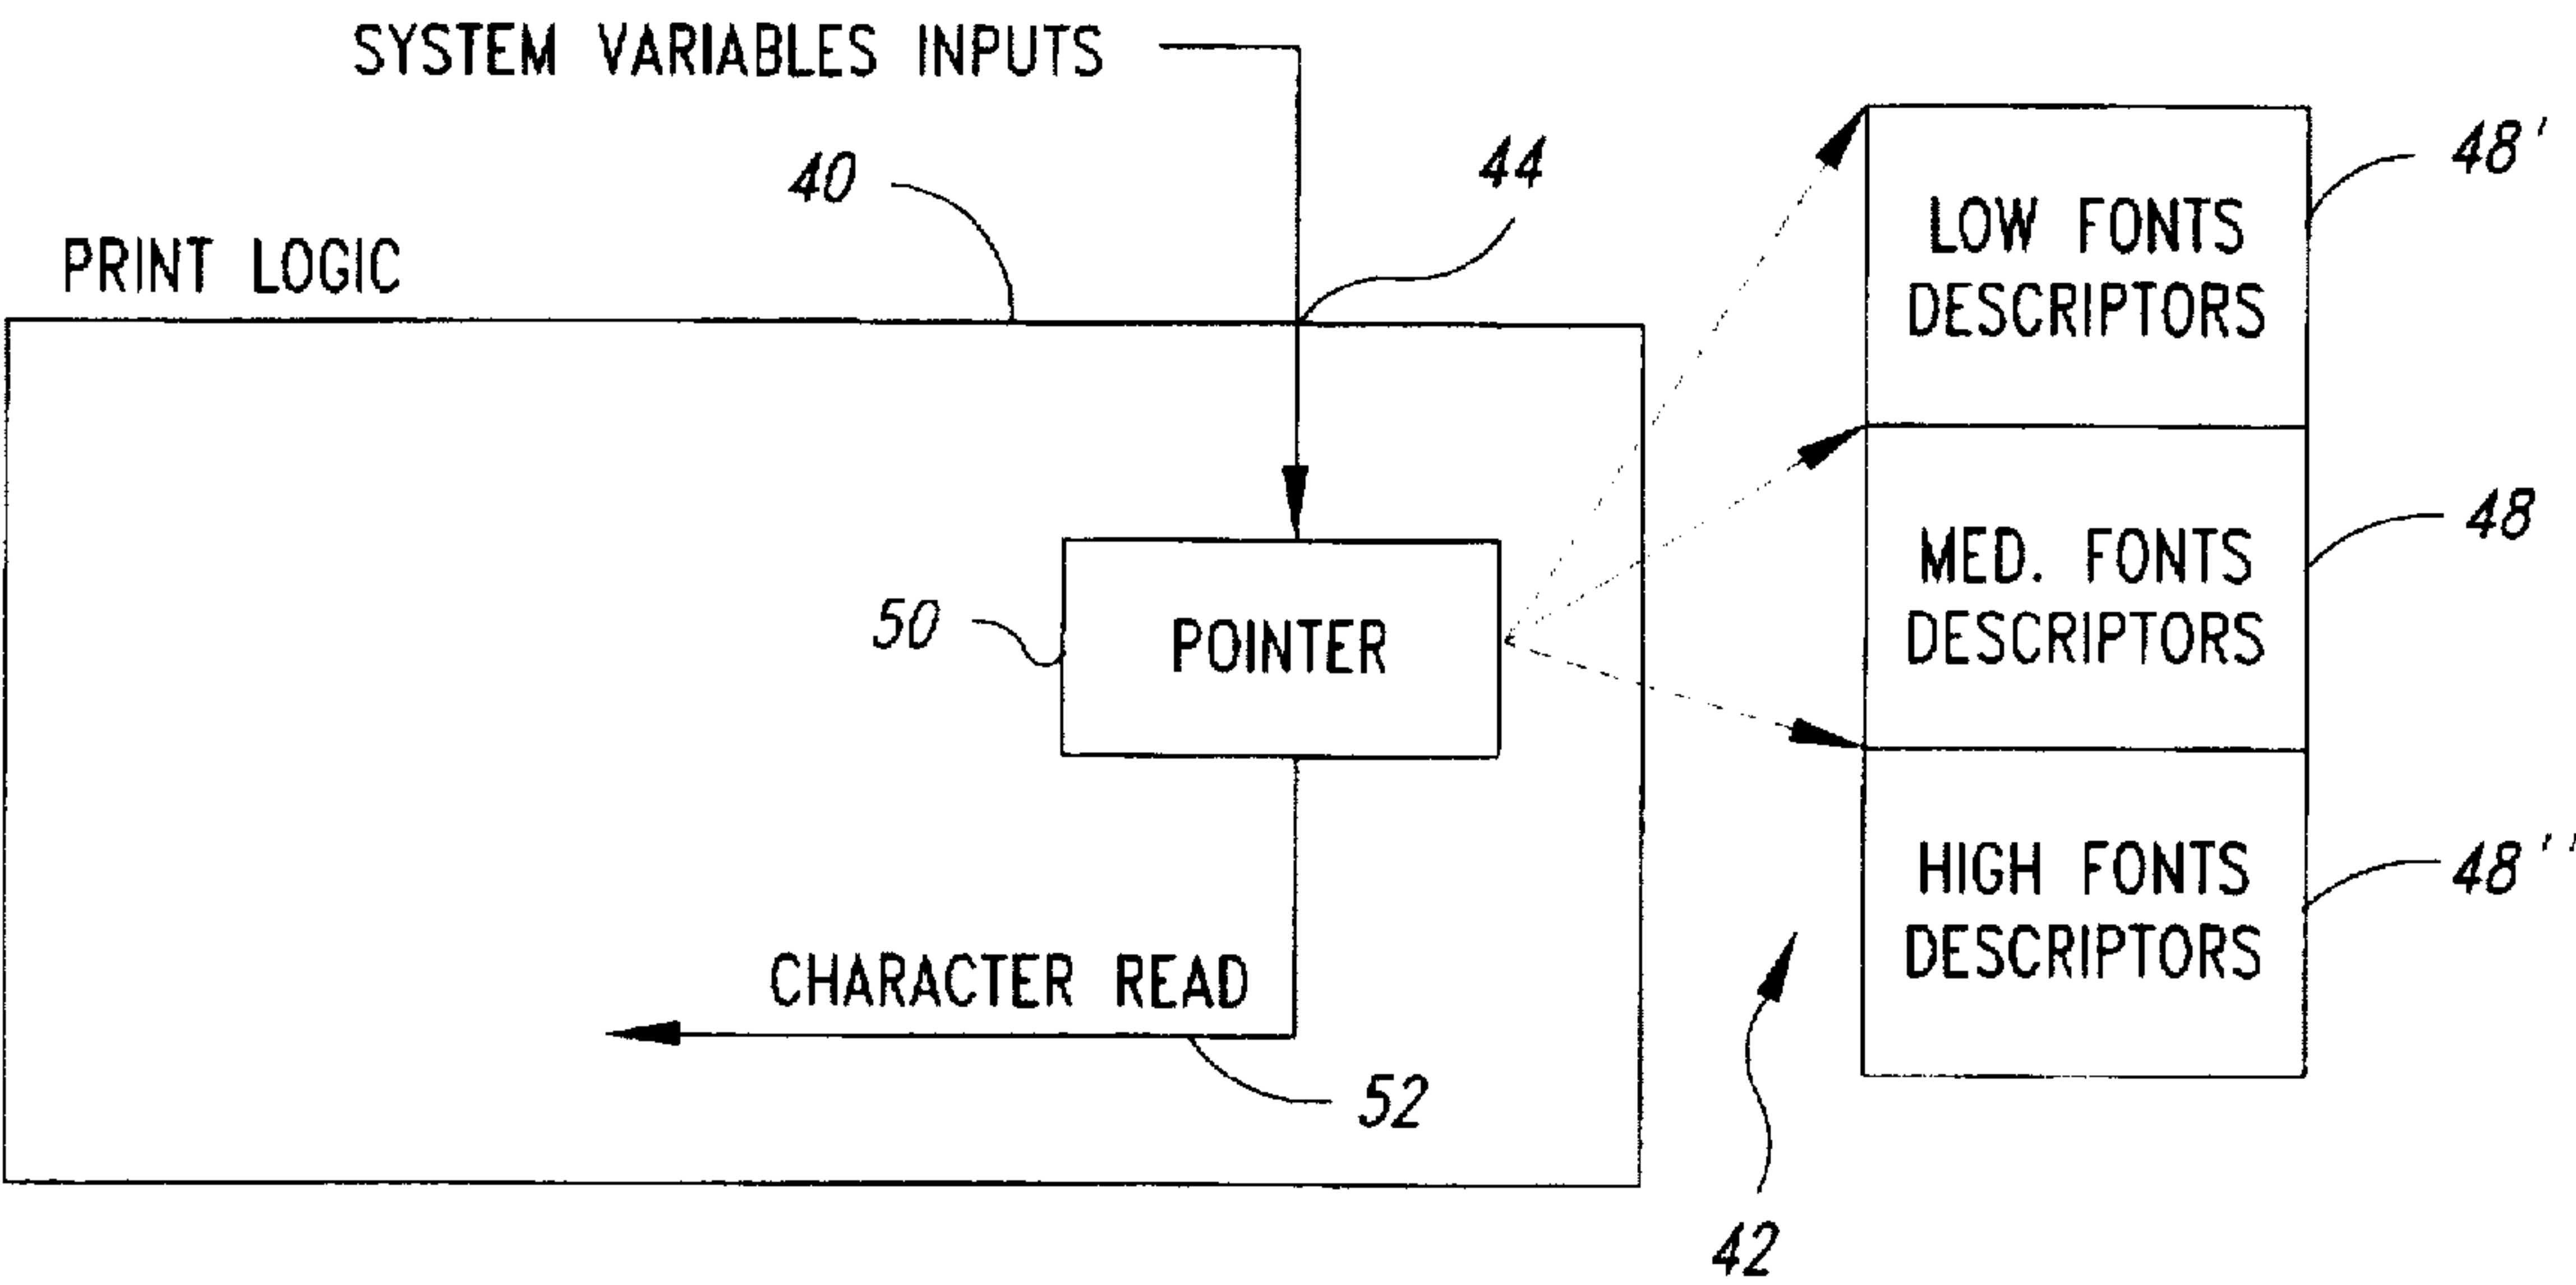 SYSTEM VARIABLES INPUTS
40
44
48'
PRINT LOGIC
LOW FONTS
DESCRIPTORS
48
MED. FONTS
DESCRIPTORS
50
POINTER
48''
HIGH FONTS
DESCRIPTORS
CHARACTER READ
52
42